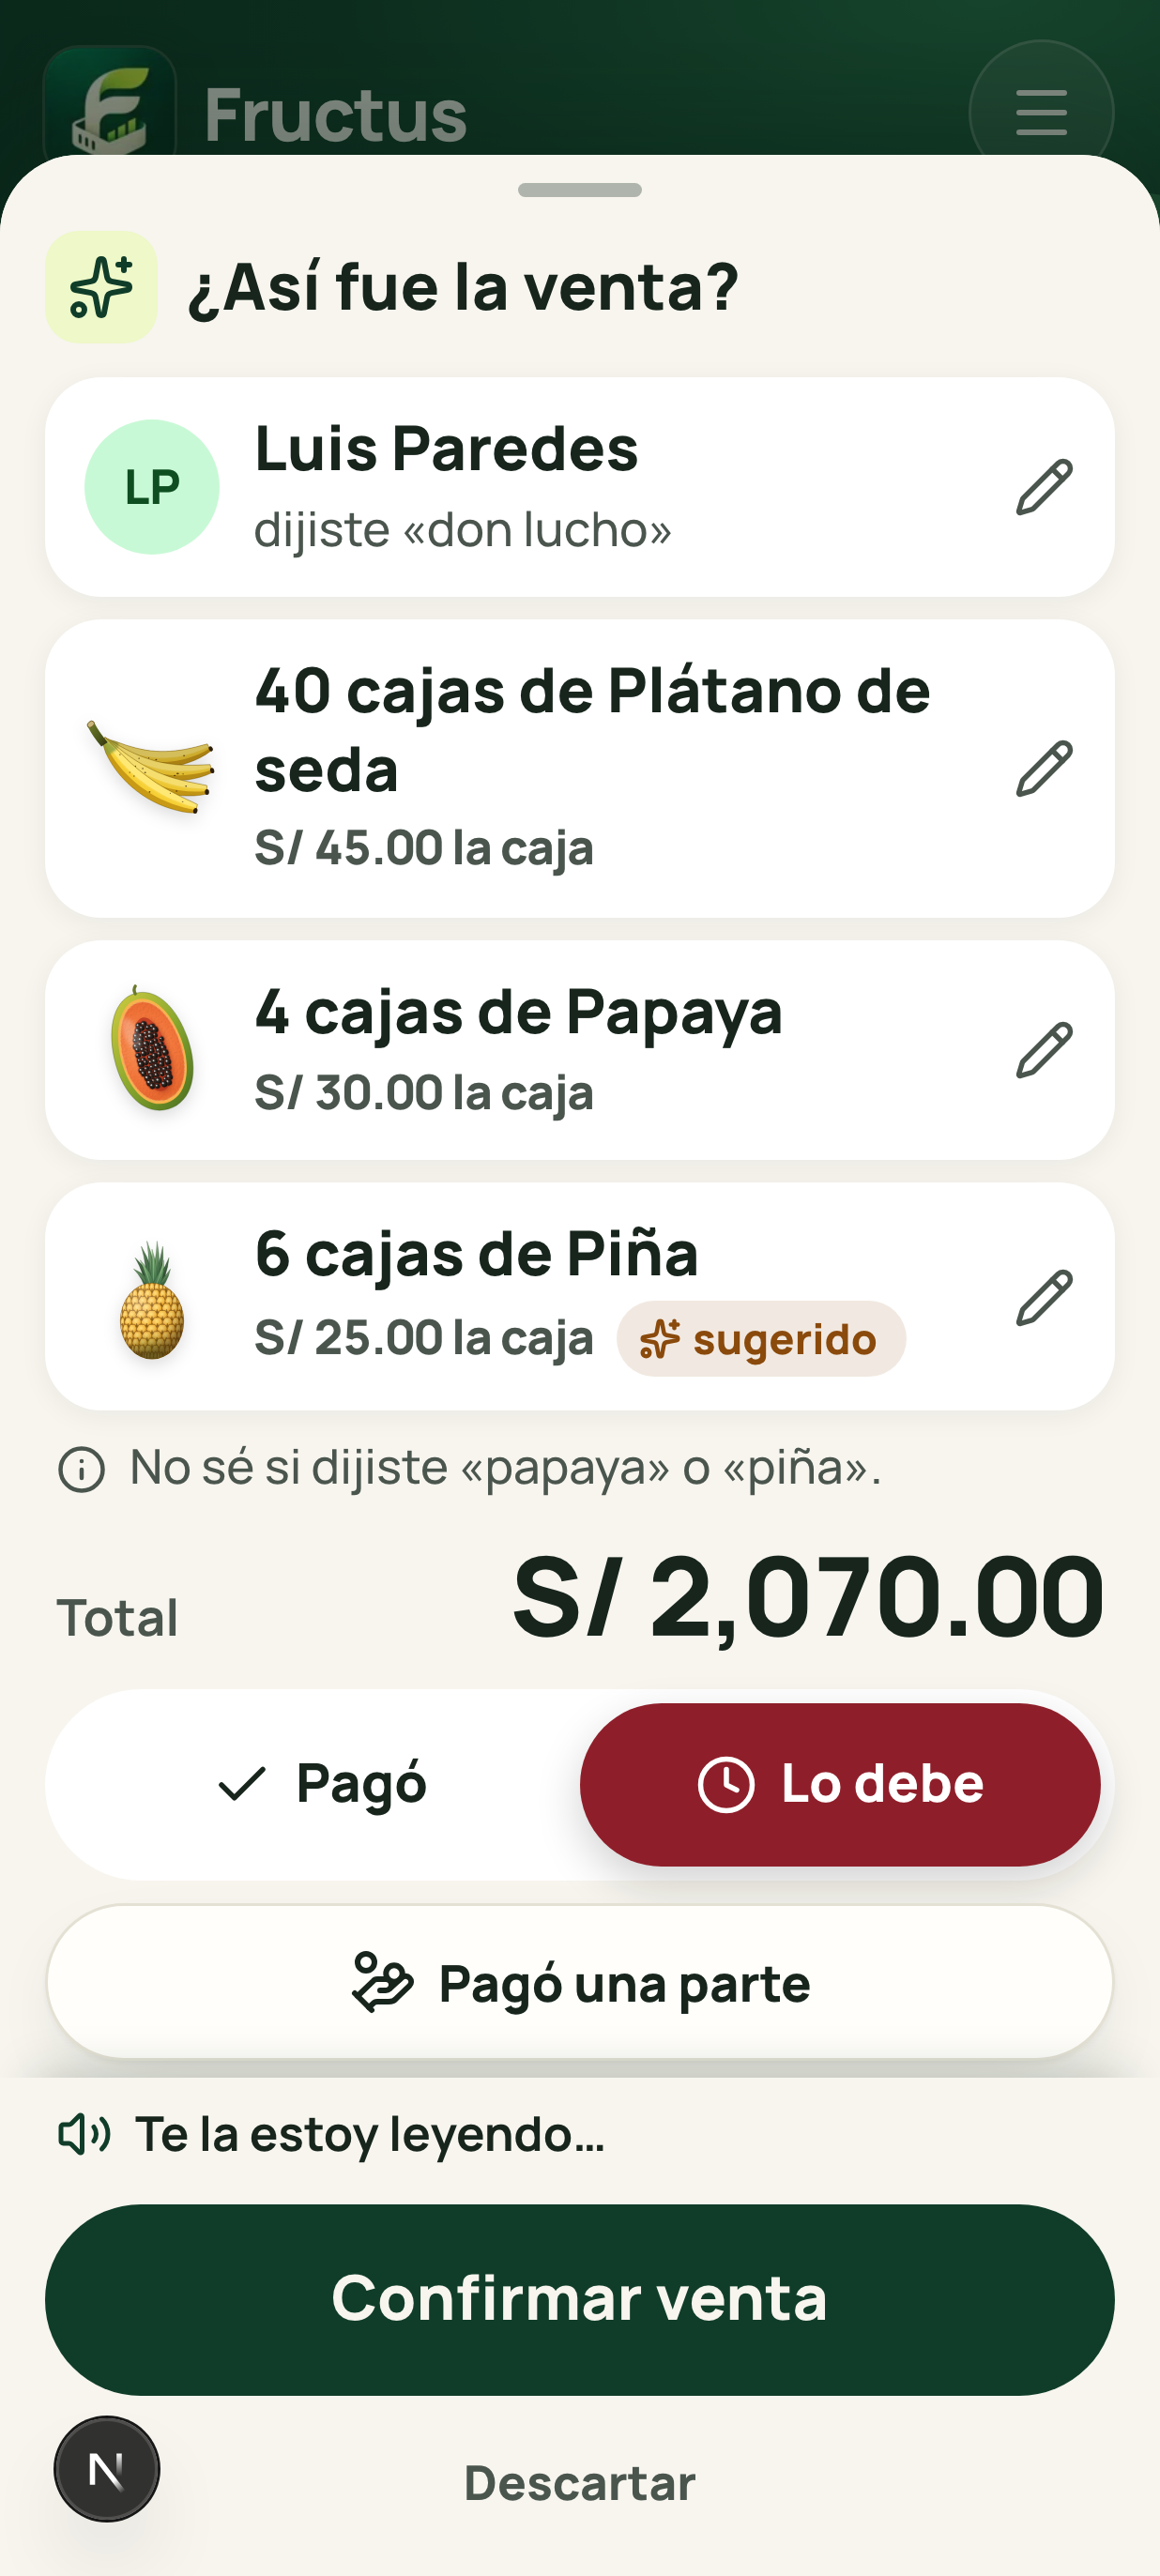 Fructus
¿Así fue la venta?
LP
Luis Paredes
dijiste «don lucho»
40 cajas de Plátano de
seda
S/ 45.00 la caja
4 cajas de Papaya
S/ 30.00 la caja
6 cajas de Piña
S/ 25.00 la caja
sugerido
No sé si dijiste «papaya» o «piña».
Total
S/ 2,070.00
Pagó
Lo debe
Pagó una parte
Te la estoy leyendo...
Confirmar venta
N
Descartar